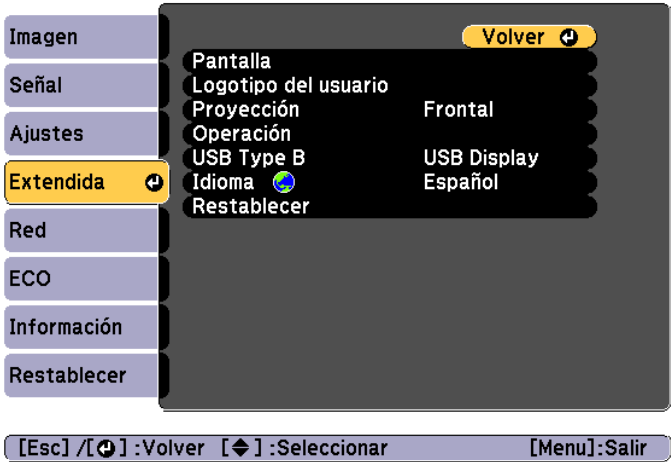 Imagen
Señal
Ajustes
Extendida
Red
ECO
Información
Restablecer
Volver
Pantalla
Logotipo del usuario
Proyección Frontal
Operación
USB Type B USB Display
Idioma Español
Restablecer
[Esc] /[⏎] :Volver [◆] :Seleccionar [Menu]:Salir